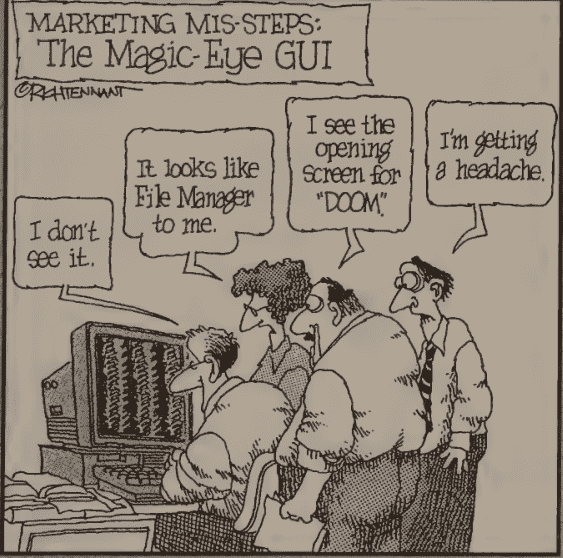 MARKETING MIS-STEPS:
The Magic-Eye GUI
©RICHTENNANT
I don't
see it.
It looks like
File Manager
to me.
I see the
opening
screen for
"DOOM".
I'm getting
a headache.